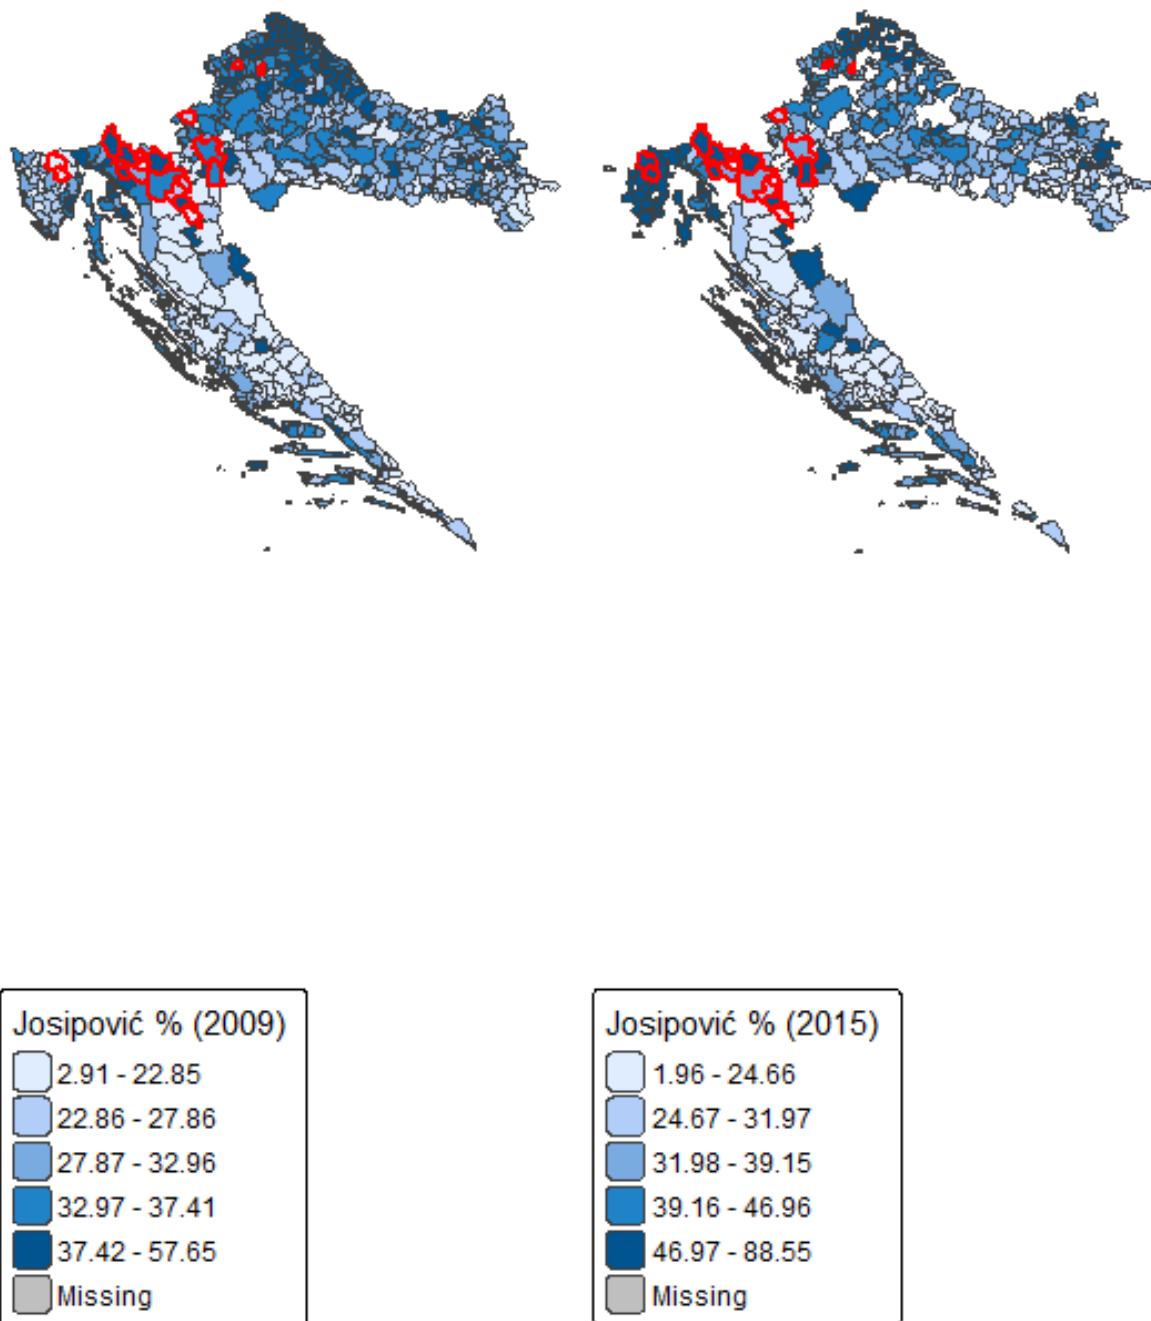 Josipović % (2009)
2.91 - 22.85
22.86 - 27.86
27.87 - 32.96
32.97 - 37.41
37.42 - 57.65
Missing
Josipović % (2015)
1.96 - 24.66
24.67 - 31.97
31.98 - 39.15
39.16 - 46.96
46.97 - 88.55
Missing